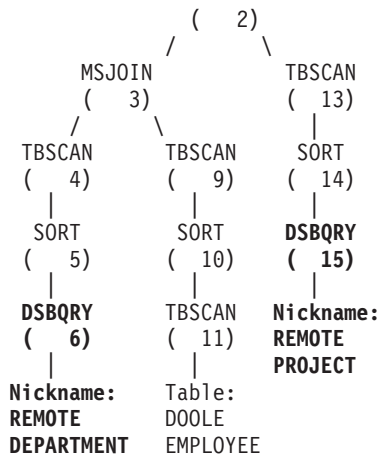 ( 2)
/ \
MSJOIN TBSCAN
( 3) ( 13)
/ \ |
TBSCAN TBSCAN SORT
( 4) ( 9) ( 14)
| | |
SORT SORT DSBQRY
( 5) ( 10) ( 15)
| | |
DSBQRY TBSCAN Nickname:
( 6) ( 11) REMOTE
| | PROJECT
Nickname: Table:
REMOTE DOOLE
DEPARTMENT EMPLOYEE